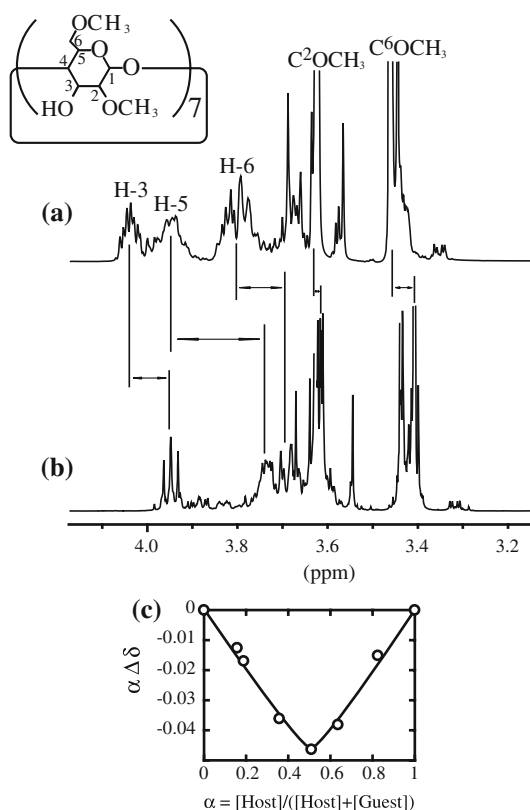 OCH₃
6
O
5
4
1
O
3
2
HO
OCH₃
7
C²OCH₃
C⁶OCH₃
H-3
H-5
H-6
(a)
(b)
4.0 3.8 3.6 3.4 3.2
(ppm)
(c)
0
-0.01
-0.02
-0.03
-0.04
α Δ δ
0 0.2 0.4 0.6 0.8 1
α = [Host]/([Host]+[Guest])